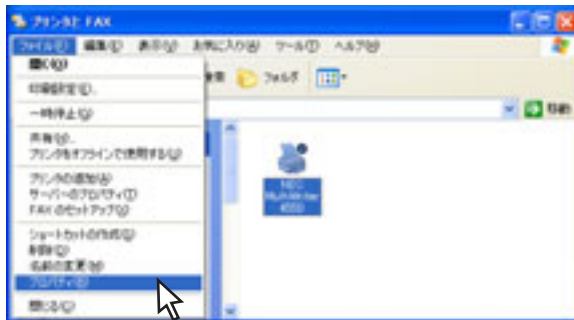 プリンタと FAX
ファイル(F) 編集(E) 表示(V) お気に入り(A) ツール(T) ヘルプ(H)
開く(O)
フォルダ
印刷設定(E)...
一時停止(G)
移動
共有(H)...
プリンタをオフラインで使用する(U)
プリンタの追加(A)
サーバーのプロパティ(T)
FAX のセットアップ(X)
ショートカットの作成(S)
削除(D)
名前の変更(M)
プロパティ(R)
閉じる(C)
NEC
MultiWriter